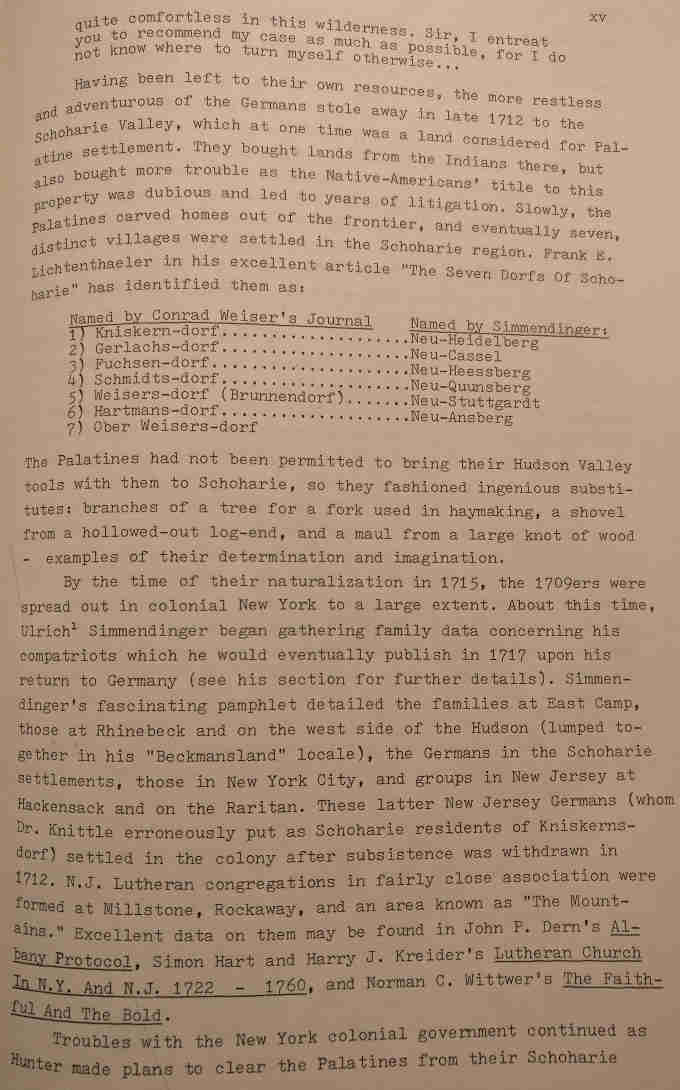 xv
quite comfortless in this wilderness. Sir, I entreat
you to recommend my case as much as possible, for I do
not know where to turn myself otherwise...
Having been left to their own resources, the more restless
and adventurous of the Germans stole away in late 1712 to the
Schoharie Valley, which at one time was a land considered for Pal-
atine settlement. They bought lands from the Indians there, but
also bought more trouble as the Native-Americans' title to this
property was dubious and led to years of litigation. Slowly, the
Palatines carved homes out of the frontier, and eventually seven,
distinct villages were settled in the Schoharie region. Frank E.
Lichtenthaeler in his excellent article "The Seven Dorfs Of Scho-
harie" has identified them as:
Named by Conrad Weiser's Journal Named by Simmendinger:
1) Kniskern-dorf...................Neu-Heidelberg
2) Gerlachs-dorf...................Neu-Cassel
3) Fuchsen-dorf....................Neu-Heessberg
4) Schmidts-dorf...................Neu-Quunsberg
5) Weisers-dorf (Brunnendorf).......Neu-Stuttgardt
6) Hartmans-dorf...................Neu-Ansberg
7) Ober Weisers-dorf
The Palatines had not been permitted to bring their Hudson Valley
tools with them to Schoharie, so they fashioned ingenious substi-
tutes: branches of a tree for a fork used in haymaking, a shovel
from a hollowed-out log-end, and a maul from a large knot of wood
- examples of their determination and imagination.
By the time of their naturalization in 1715, the 1709ers were
spread out in colonial New York to a large extent. About this time,
Ulrich¹ Simmendinger began gathering family data concerning his
compatriots which he would eventually publish in 1717 upon his
return to Germany (see his section for further details). Simmen-
dinger's fascinating pamphlet detailed the families at East Camp,
those at Rhinebeck and on the west side of the Hudson (lumped to-
gether in his "Beckmansland" locale), the Germans in the Schoharie
settlements, those in New York City, and groups in New Jersey at
Hackensack and on the Raritan. These latter New Jersey Germans (whom
Dr. Knittle erroneously put as Schoharie residents of Kniskerns-
dorf) settled in the colony after subsistence was withdrawn in
1712. N.J. Lutheran congregations in fairly close association were
formed at Millstone, Rockaway, and an area known as "The Mount-
ains." Excellent data on them may be found in John P. Dern's Al-
bany Protocol, Simon Hart and Harry J. Kreider's Lutheran Church
In N.Y. And N.J. 1722 - 1760, and Norman C. Wittwer's The Faith-
ful And The Bold.
Troubles with the New York colonial government continued as
Hunter made plans to clear the Palatines from their Schoharie